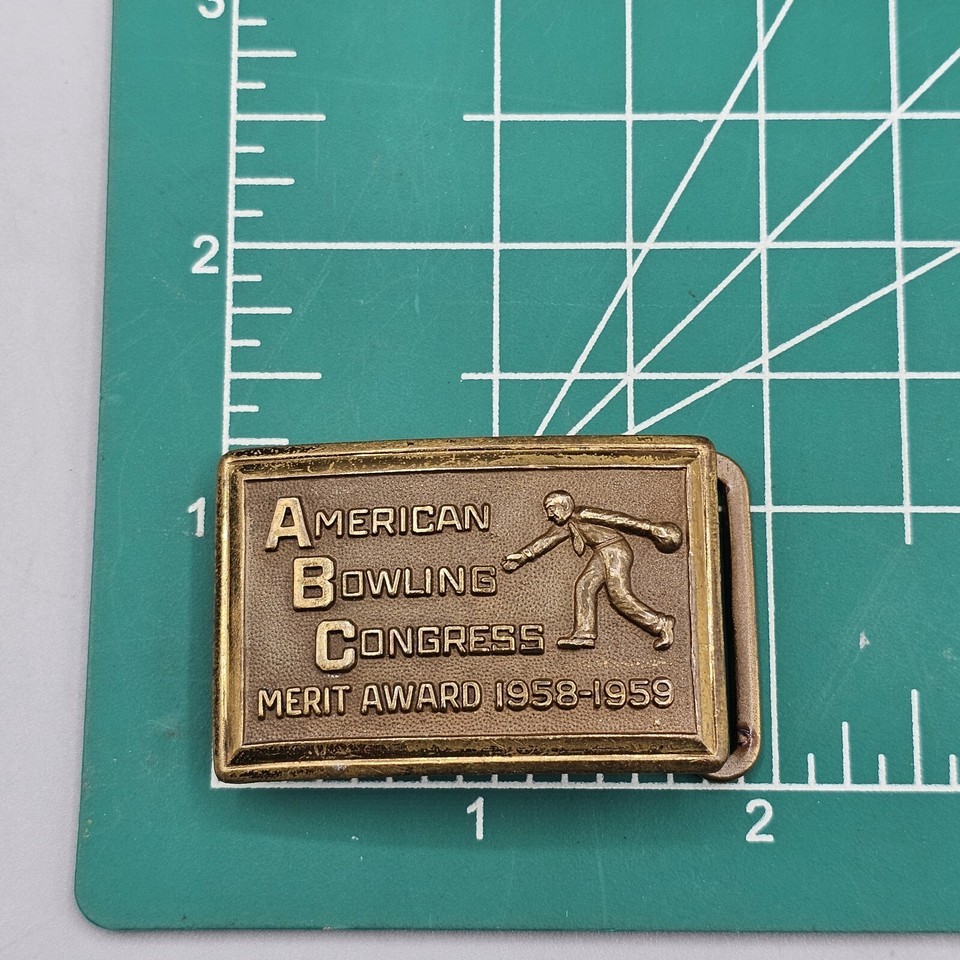 3
2
1
AMERICAN
BOWLING
CONGRESS
MERIT AWARD 1958-1959
1
2